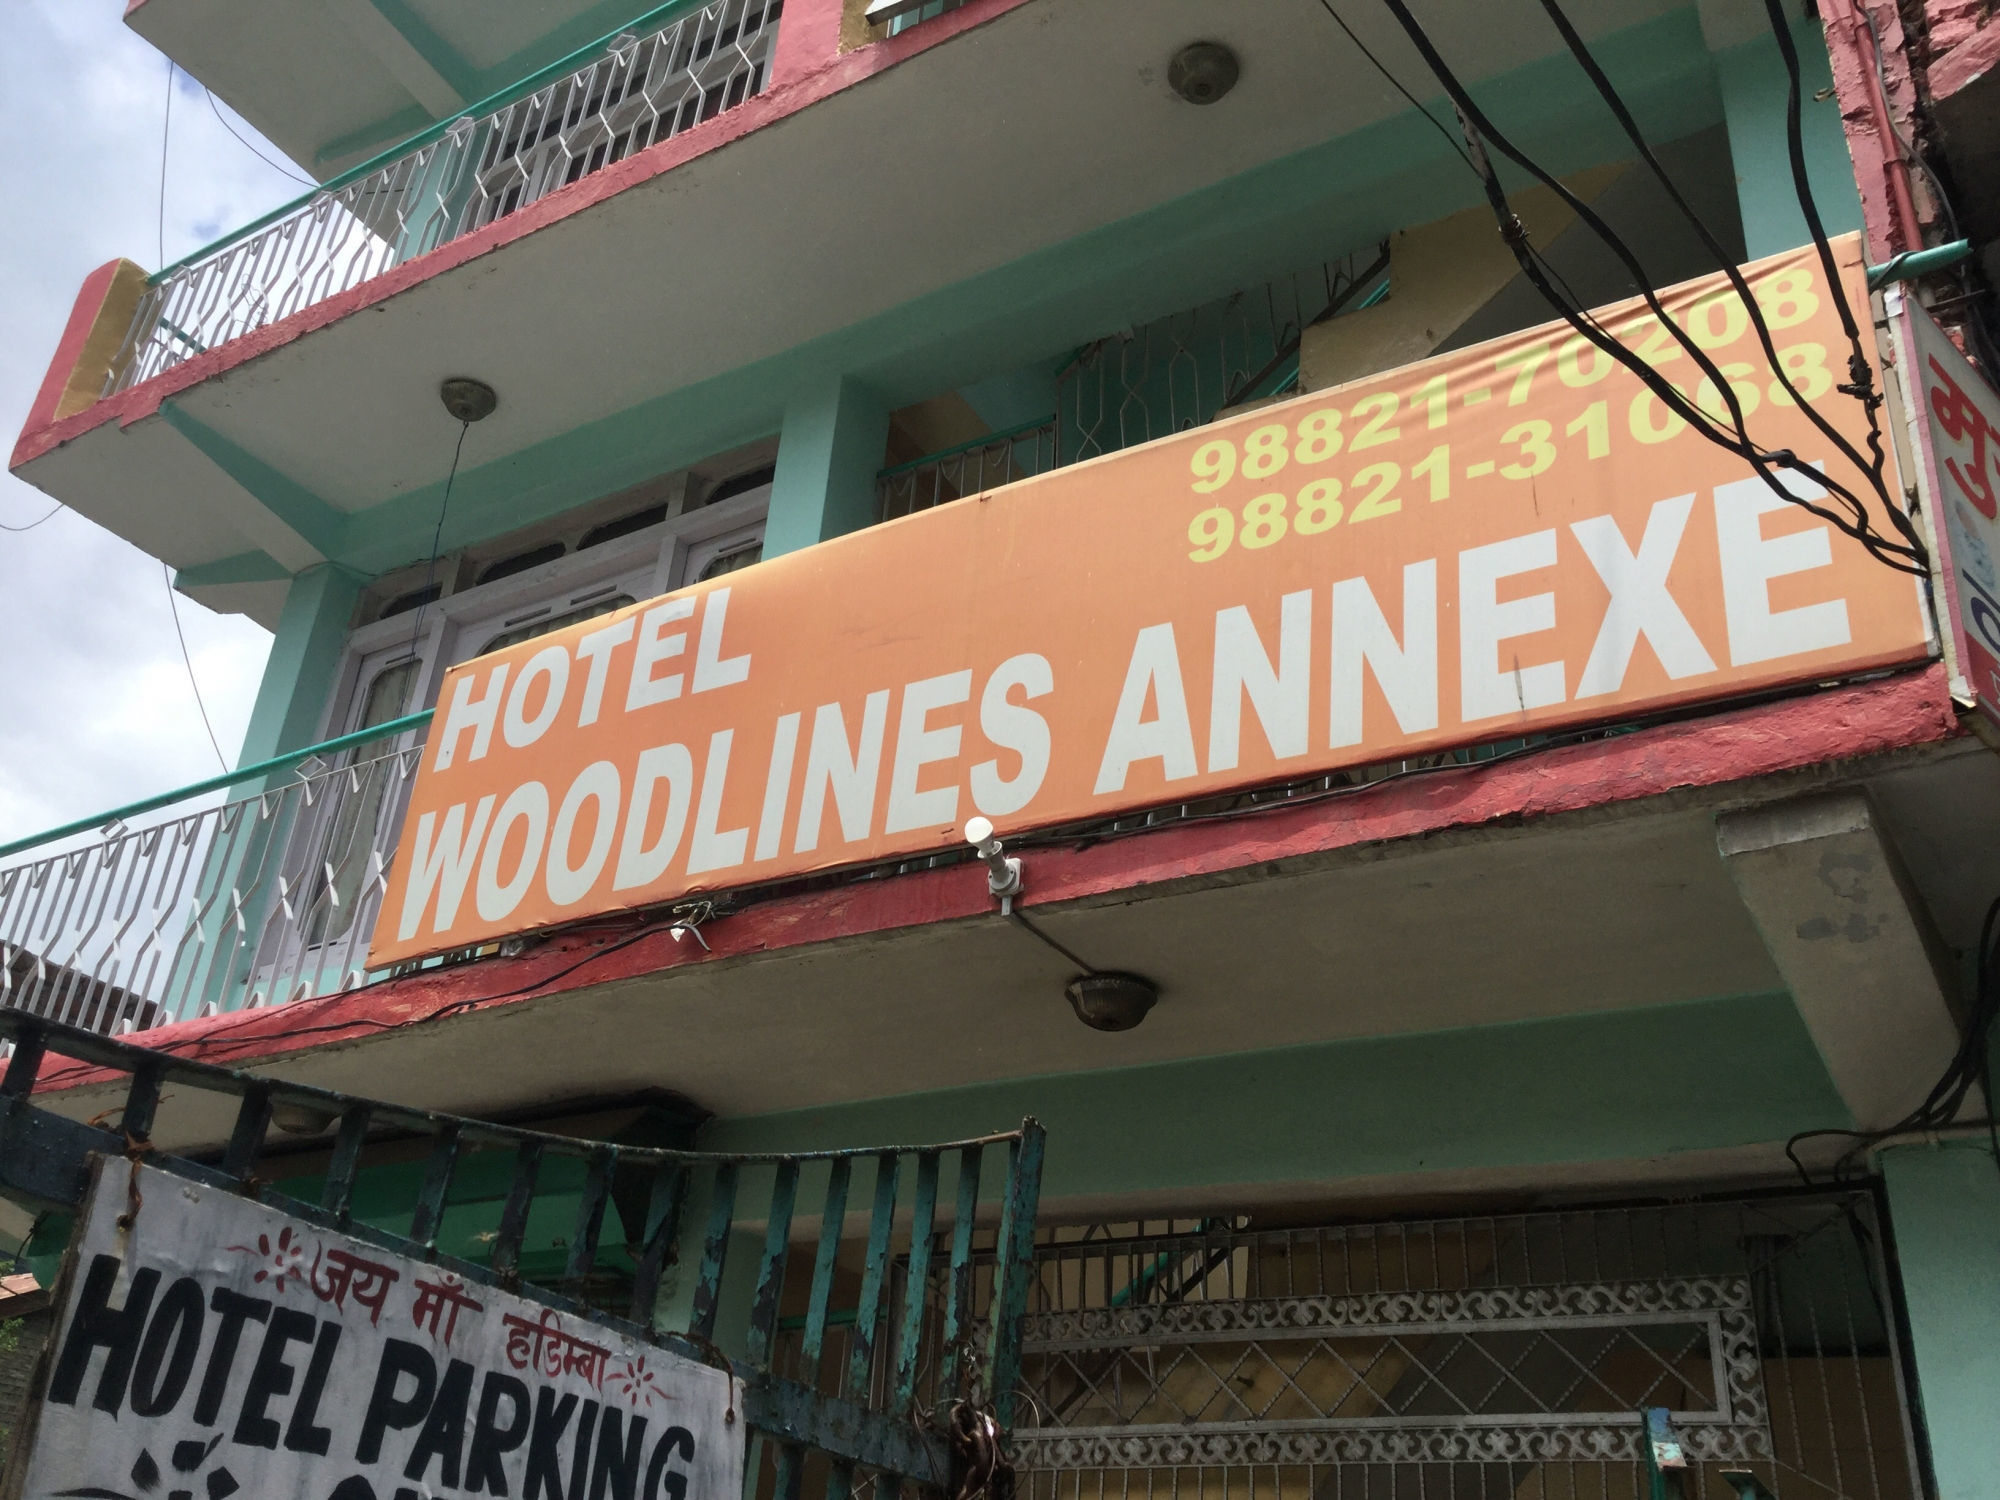 98821-70208
98821-31068
HOTEL
WOODLINES ANNEXE
जय माँ हडिम्बा
HOTEL PARKING